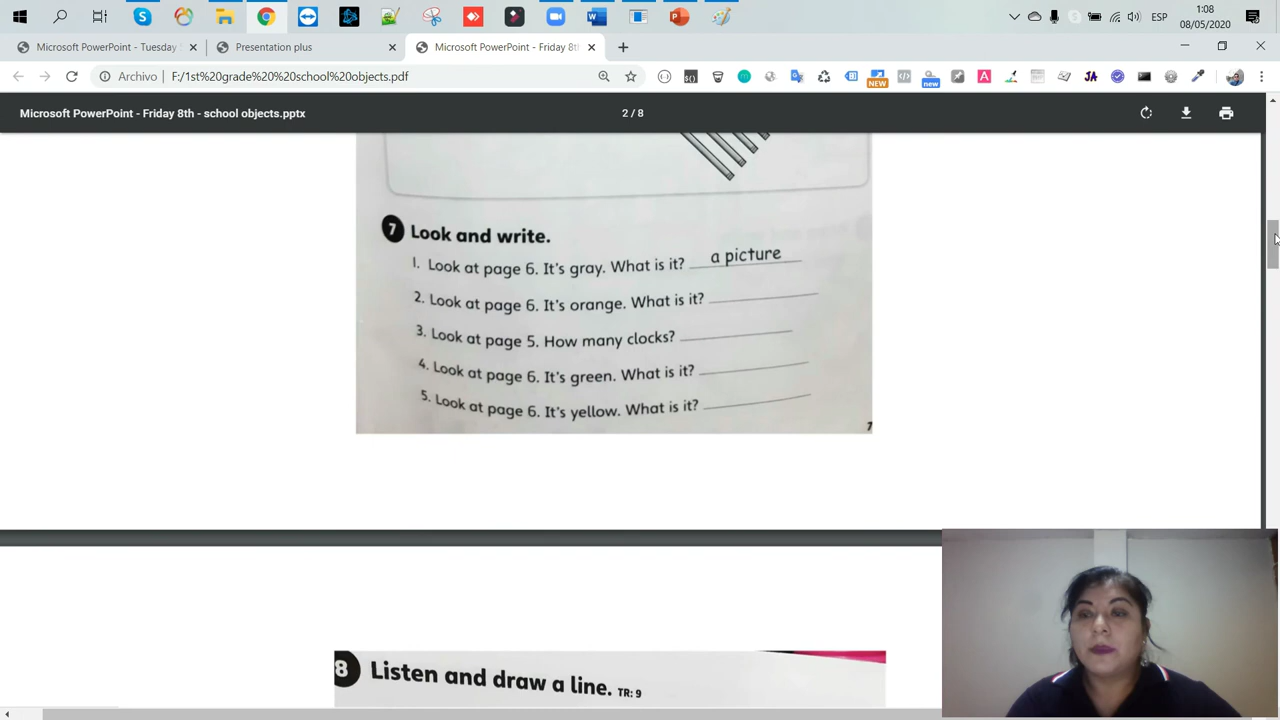 1:08
ESP
08/05/2020
Microsoft PowerPoint - Tuesday
Presentation plus
Microsoft PowerPoint - Friday 8th
Archivo
F:/1st%20grade%20%20school%20objects.pdf
NEW
new
A
JA
Microsoft PowerPoint - Friday 8th - school objects.pptx
2 / 8
7 Look and write.
1. Look at page 6. It's gray. What is it? a picture
2. Look at page 6. It's orange. What is it?
3. Look at page 5. How many clocks?
4. Look at page 6. It's green. What is it?
5. Look at page 6. It's yellow. What is it?
7
8 Listen and draw a line. TR: 9